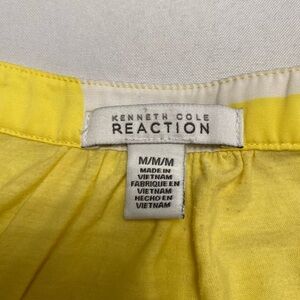 KENNETH COLE
REACTION
M/M/M
MADE IN
VIETNAM
FABRIQUE EN
VIETNAM
HECHO EN
VIETNAM